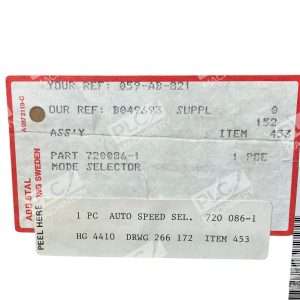 YOUR REF: 059-AB-821
OUR REF: B049693 SUPPL 0
152
ASS'Y ITEM 453
PART 720086-1 1 PCE
MODE SELECTOR
ABB STAL
SWEDEN
PEEL HERE
1 PC AUTO SPEED SEL. 720 086-1
HG 4410 DRWG 266 172 ITEM 453